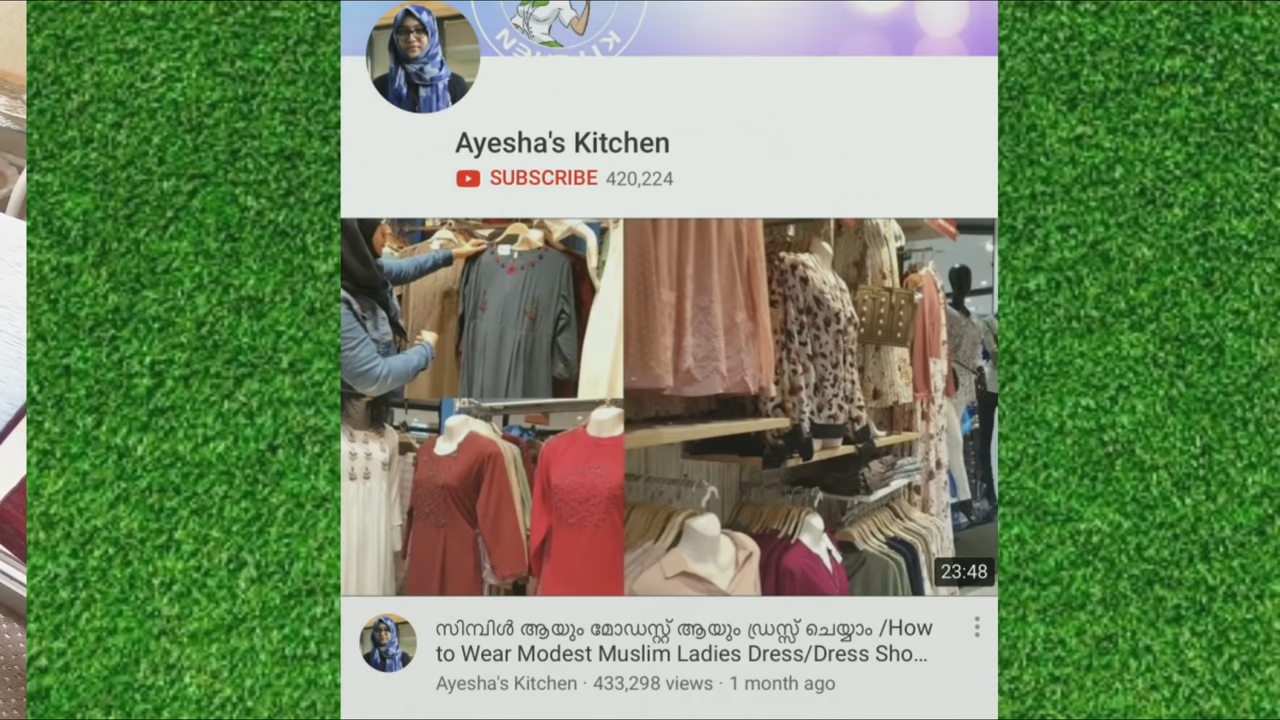 KITCHEN
Ayesha's Kitchen
SUBSCRIBE 420,224
23:48
സിമ്പിൾ ആയും മോഡസ്റ്റ് ആയും ഡ്രസ്സ് ചെയ്യാം /How
to Wear Modest Muslim Ladies Dress/Dress Sho...
Ayesha's Kitchen · 433,298 views · 1 month ago